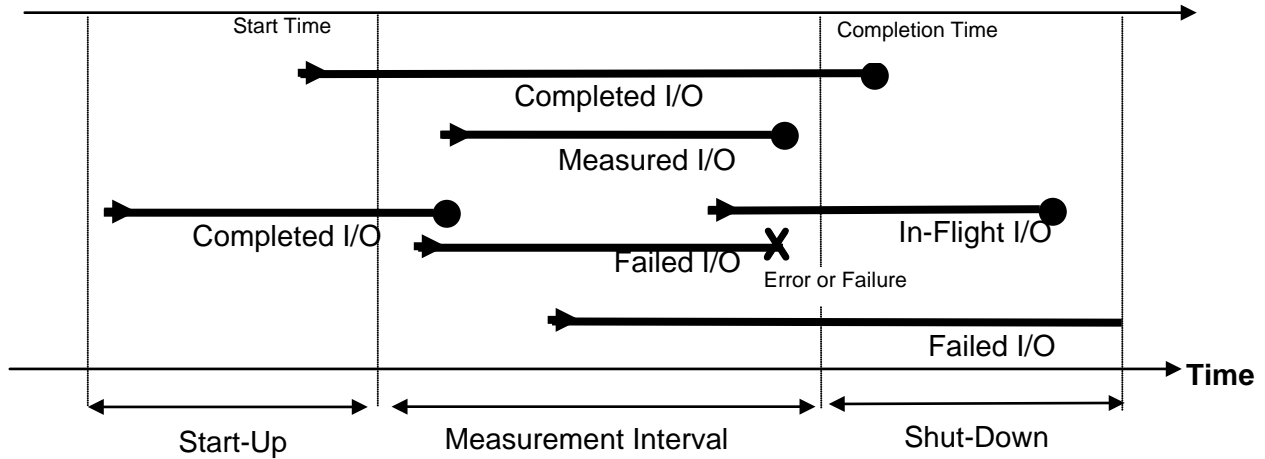 Start Time
Completion Time
Completed I/O
Measured I/O
Completed I/O
In-Flight I/O
Failed I/O
Error or Failure
Failed I/O
Time
Start-Up
Measurement Interval
Shut-Down